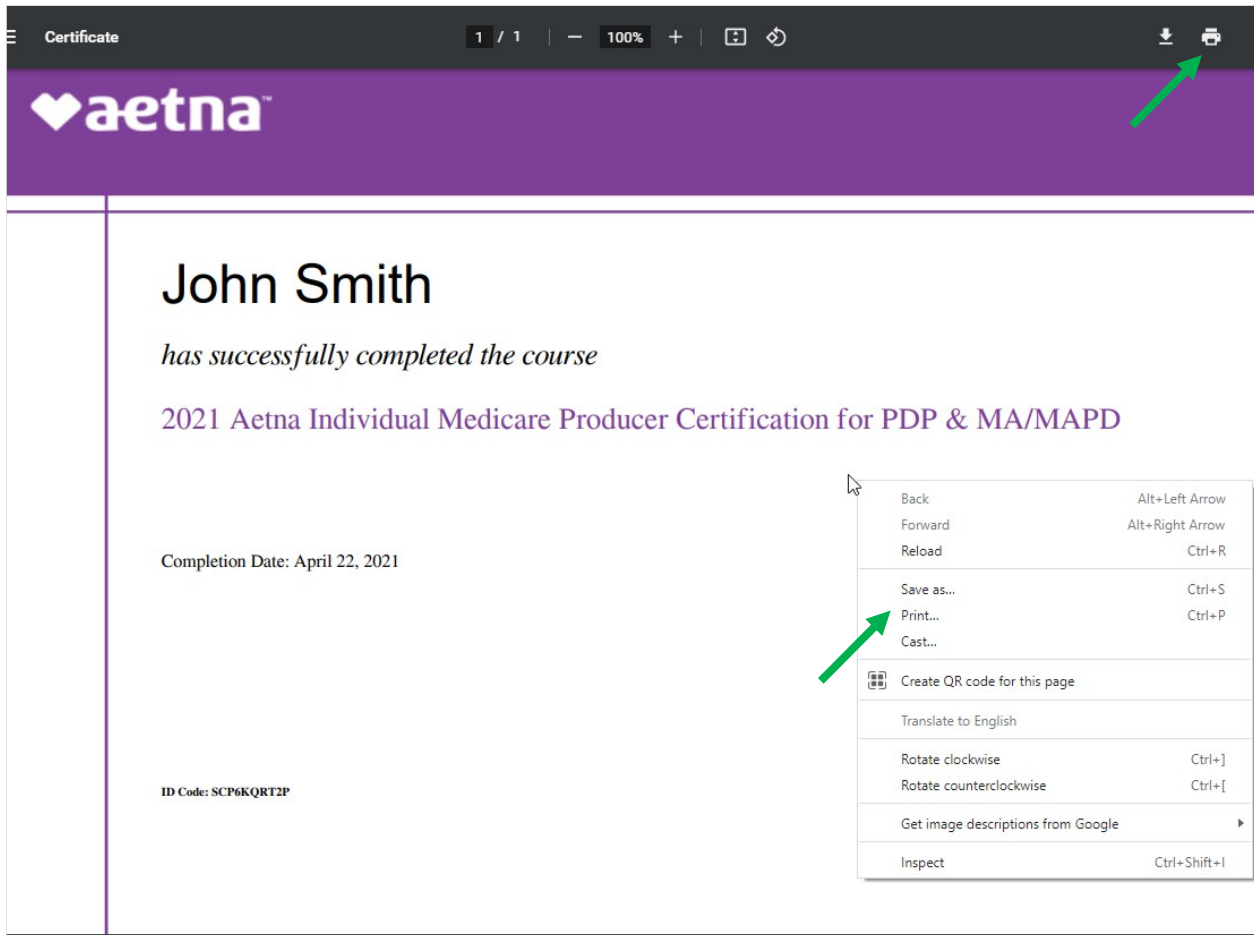 Certificate
1 / 1
100%
aetna™
John Smith
has successfully completed the course
2021 Aetna Individual Medicare Producer Certification for PDP & MA/MAPD
Completion Date: April 22, 2021
ID Code: SCP6KQRT2P
Back Alt+Left Arrow
Forward Alt+Right Arrow
Reload Ctrl+R
Save as... Ctrl+S
Print... Ctrl+P
Cast...
Create QR code for this page
Translate to English
Rotate clockwise Ctrl+]
Rotate counterclockwise Ctrl+[
Get image descriptions from Google
Inspect Ctrl+Shift+I